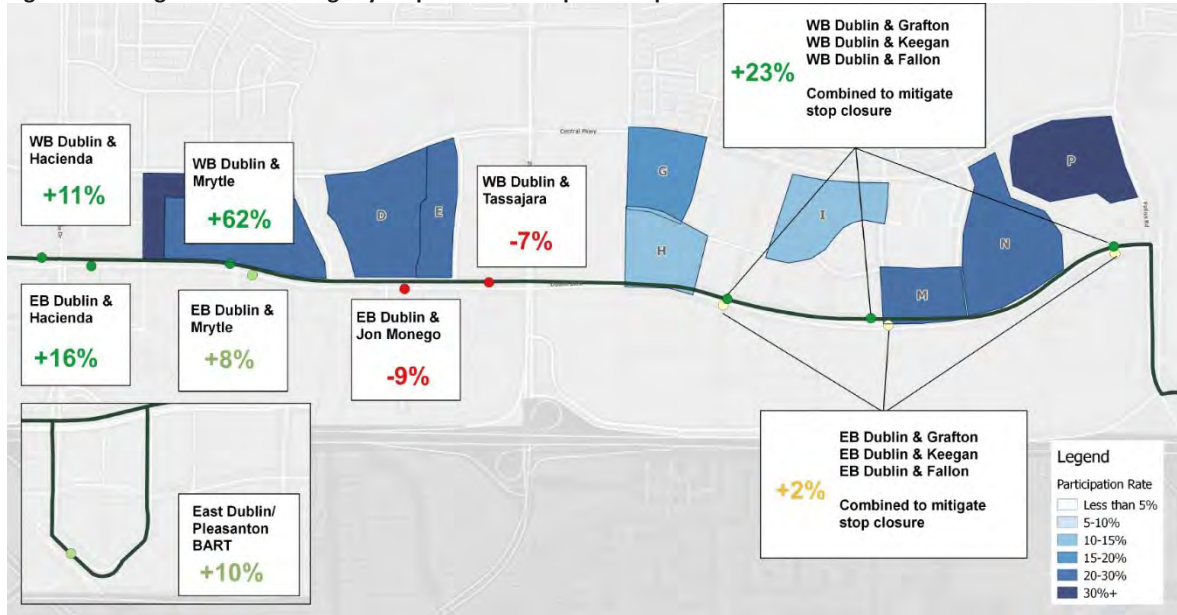 WB Dublin &
Hacienda
+11%
WB Dublin &
Mrytle
+62%
WB Dublin &
Tassajara
-7%
+23%
WB Dublin & Grafton
WB Dublin & Keegan
WB Dublin & Fallon
Combined to mitigate
stop closure
Central Pkwy
D
E
G
H
I
M
N
P
Fallon Rd
EB Dublin &
Hacienda
+16%
EB Dublin &
Mrytle
+8%
EB Dublin &
Jon Monego
-9%
+2%
EB Dublin & Grafton
EB Dublin & Keegan
EB Dublin & Fallon
Combined to mitigate
stop closure
East Dublin/
Pleasanton
BART
+10%
Legend
Participation Rate
Less than 5%
5-10%
10-15%
15-20%
20-30%
30%+